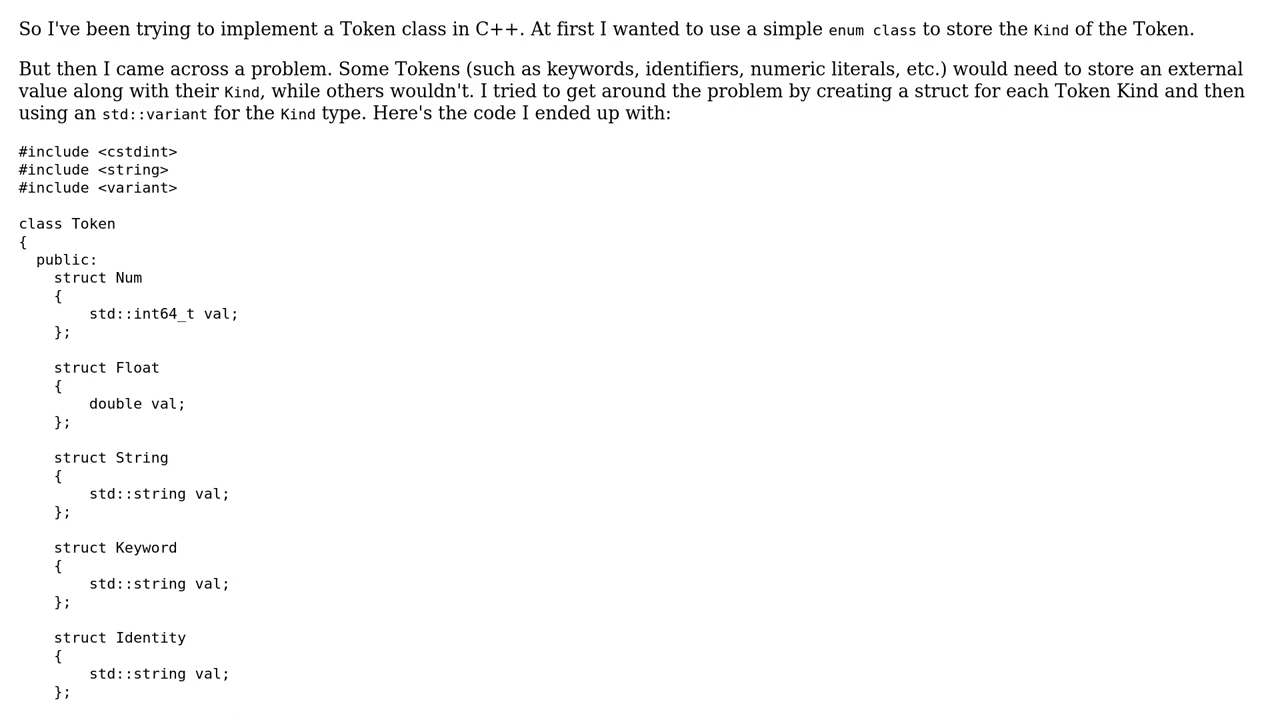 So I've been trying to implement a Token class in C++. At first I wanted to use a simple enum class to store the Kind of the Token.
But then I came across a problem. Some Tokens (such as keywords, identifiers, numeric literals, etc.) would need to store an external
value along with their Kind, while others wouldn't. I tried to get around the problem by creating a struct for each Token Kind and then
using an std::variant for the Kind type. Here's the code I ended up with:
#include <cstdint>
#include <string>
#include <variant>
class Token
{
  public:
    struct Num
    {
        std::int64_t val;
    };
    struct Float
    {
        double val;
    };
    struct String
    {
        std::string val;
    };
    struct Keyword
    {
        std::string val;
    };
    struct Identity
    {
        std::string val;
    };